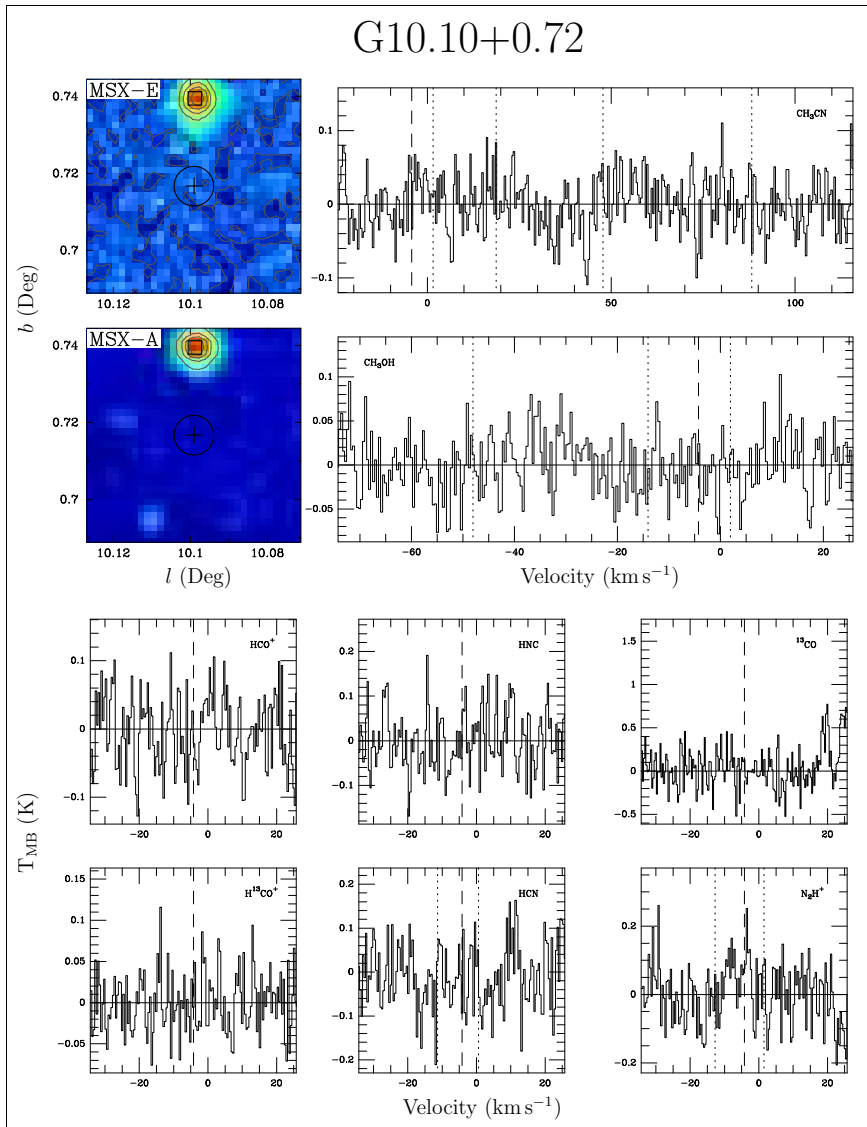 G10.10+0.72
MSX−E
0.74
0.72
0.7
10.12 10.1 10.08
CH₃CN
0.1
0
−0.1
0 50 100
b (Deg)
MSX−A
0.74
0.72
0.7
10.12 10.1 10.08
l (Deg)
CH₃OH
0.1
0.05
0
−0.05
−60 −40 −20 0 20
Velocity (km s⁻¹)
HCO⁺
0.1
0
−0.1
−20 0 20
HNC
0.2
0.1
0
−0.1
−20 0 20
¹³CO
1.5
1
0.5
0
−0.5
−20 0 20
T_MB (K)
H¹³CO⁺
0.15
0.1
0.05
0
−0.05
−20 0 20
HCN
0.2
0.1
0
−0.1
−0.2
−20 0 20
N₂H⁺
0.2
0
−0.2
−20 0 20
Velocity (km s⁻¹)